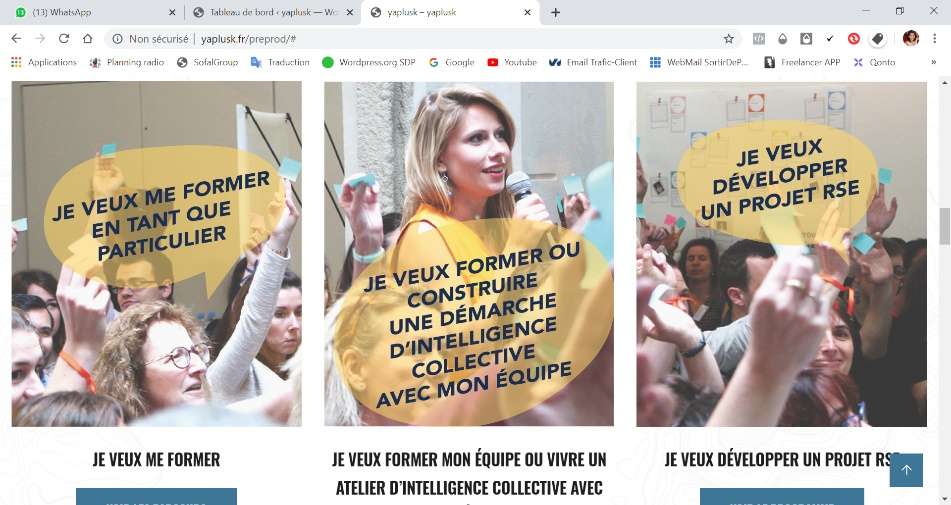 (13) WhatsApp
Tableau de bord ‹ yaplusk — Wo
yaplusk – yaplusk
Non sécurisé | yaplusk.fr/preprod/#
Applications
Planning radio
SofalGroup
Traduction
Wordpress.org SDP
Google
Youtube
Email Trafic-Client
WebMail SortirDeP...
Freelancer APP
Qonto
»
JE VEUX ME FORMER
EN TANT QUE
PARTICULIER
JE VEUX FORMER OU
CONSTRUIRE
UNE DÉMARCHE
D'INTELLIGENCE
COLLECTIVE
AVEC MON ÉQUIPE
JE VEUX
DÉVELOPPER
UN PROJET RSE
JE VEUX ME FORMER
JE VEUX FORMER MON ÉQUIPE OU VIVRE UN
ATELIER D'INTELLIGENCE COLLECTIVE AVEC
JE VEUX DÉVELOPPER UN PROJET RSE